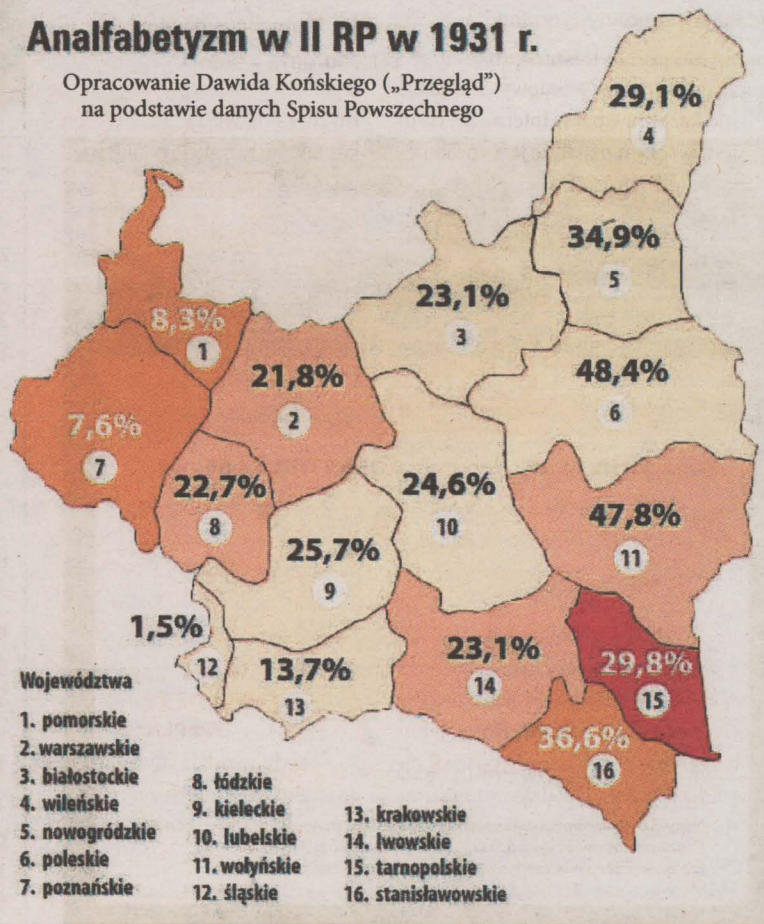 Analfabetyzm w II RP w 1931 r.
Opracowanie Dawida Końskiego („Przegląd”)
na podstawie danych Spisu Powszechnego
29,1%
4
34,9%
5
23,1%
3
8,3%
1
21,8%
2
48,4%
6
7,6%
7
22,7%
8
24,6%
10
47,8%
11
25,7%
9
1,5%
12
13,7%
13
23,1%
14
29,8%
15
36,6%
16
Województwa
1. pomorskie
2. warszawskie
3. białostockie
4. wileńskie
5. nowogródzkie
6. poleskie
7. poznańskie
8. łódzkie
9. kieleckie
10. lubelskie
11. wołyńskie
12. śląskie
13. krakowskie
14. lwowskie
15. tarnopolskie
16. stanisławowskie